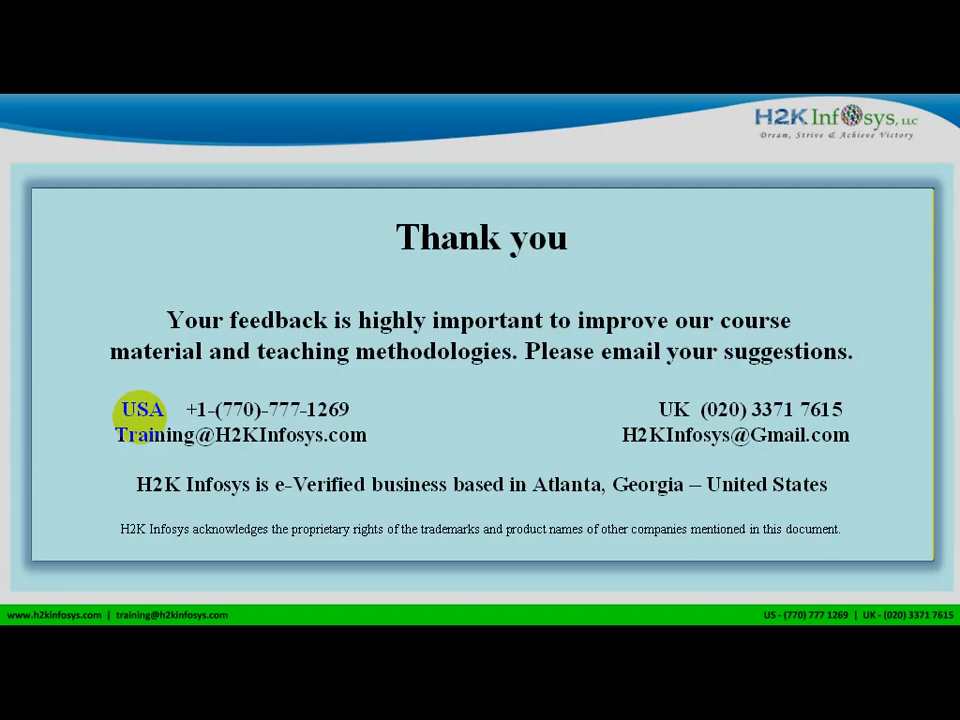 H2K Infosys, LLC
Dream, Strive & Achieve Victory
Thank you
Your feedback is highly important to improve our course
material and teaching methodologies. Please email your suggestions.
USA +1-(770)-777-1269
Training@H2KInfosys.com
UK (020) 3371 7615
H2KInfosys@Gmail.com
H2K Infosys is e-Verified business based in Atlanta, Georgia – United States
H2K Infosys acknowledges the proprietary rights of the trademarks and product names of other companies mentioned in this document.
www.h2kinfosys.com | training@h2kinfosys.com
US - (770) 777 1269 | UK - (020) 3371 7615